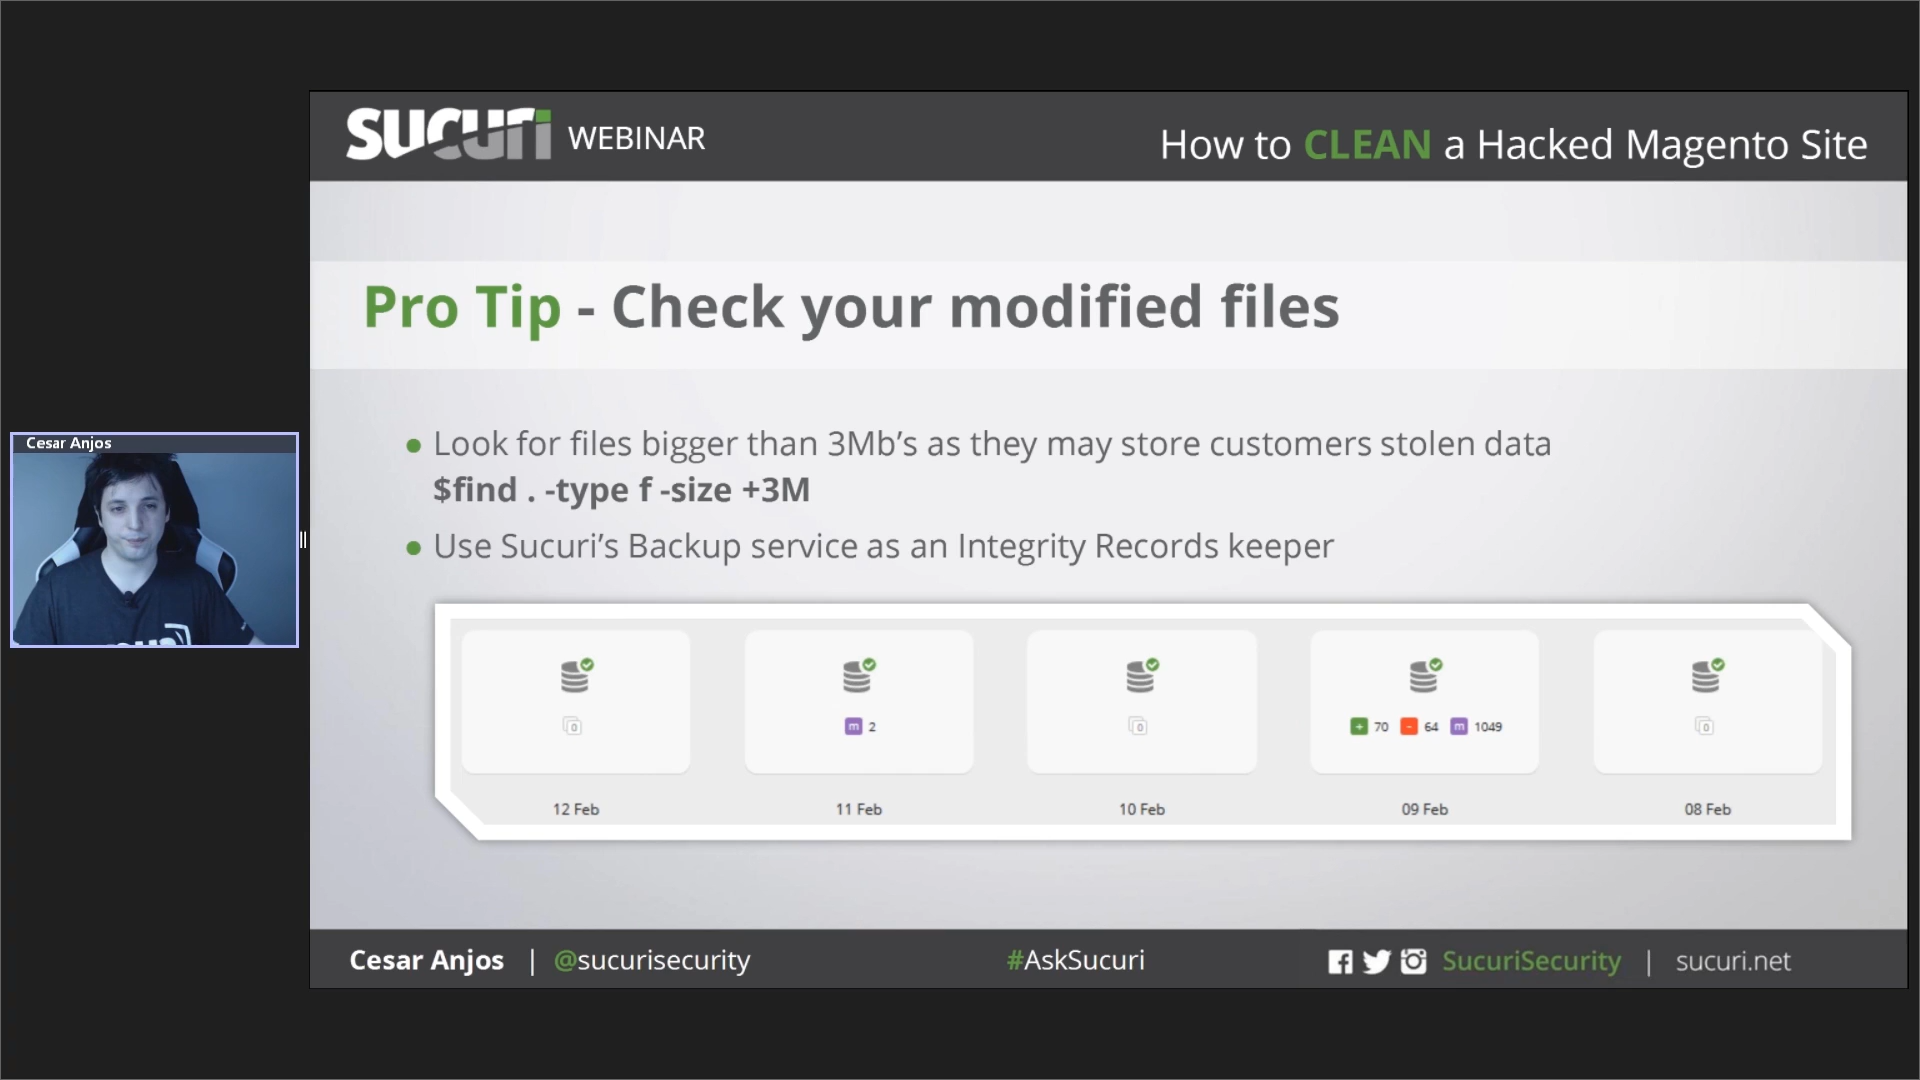 sucuri WEBINAR
How to CLEAN a Hacked Magento Site
Pro Tip - Check your modified files
Cesar Anjos
• Look for files bigger than 3Mb's as they may store customers stolen data
$find . -type f -size +3M
• Use Sucuri's Backup service as an Integrity Records keeper
0
m 2
0
+ 70 - 64 m 1049
0
12 Feb
11 Feb
10 Feb
09 Feb
08 Feb
Cesar Anjos | @sucurisecurity
#AskSucuri
SucuriSecurity | sucuri.net